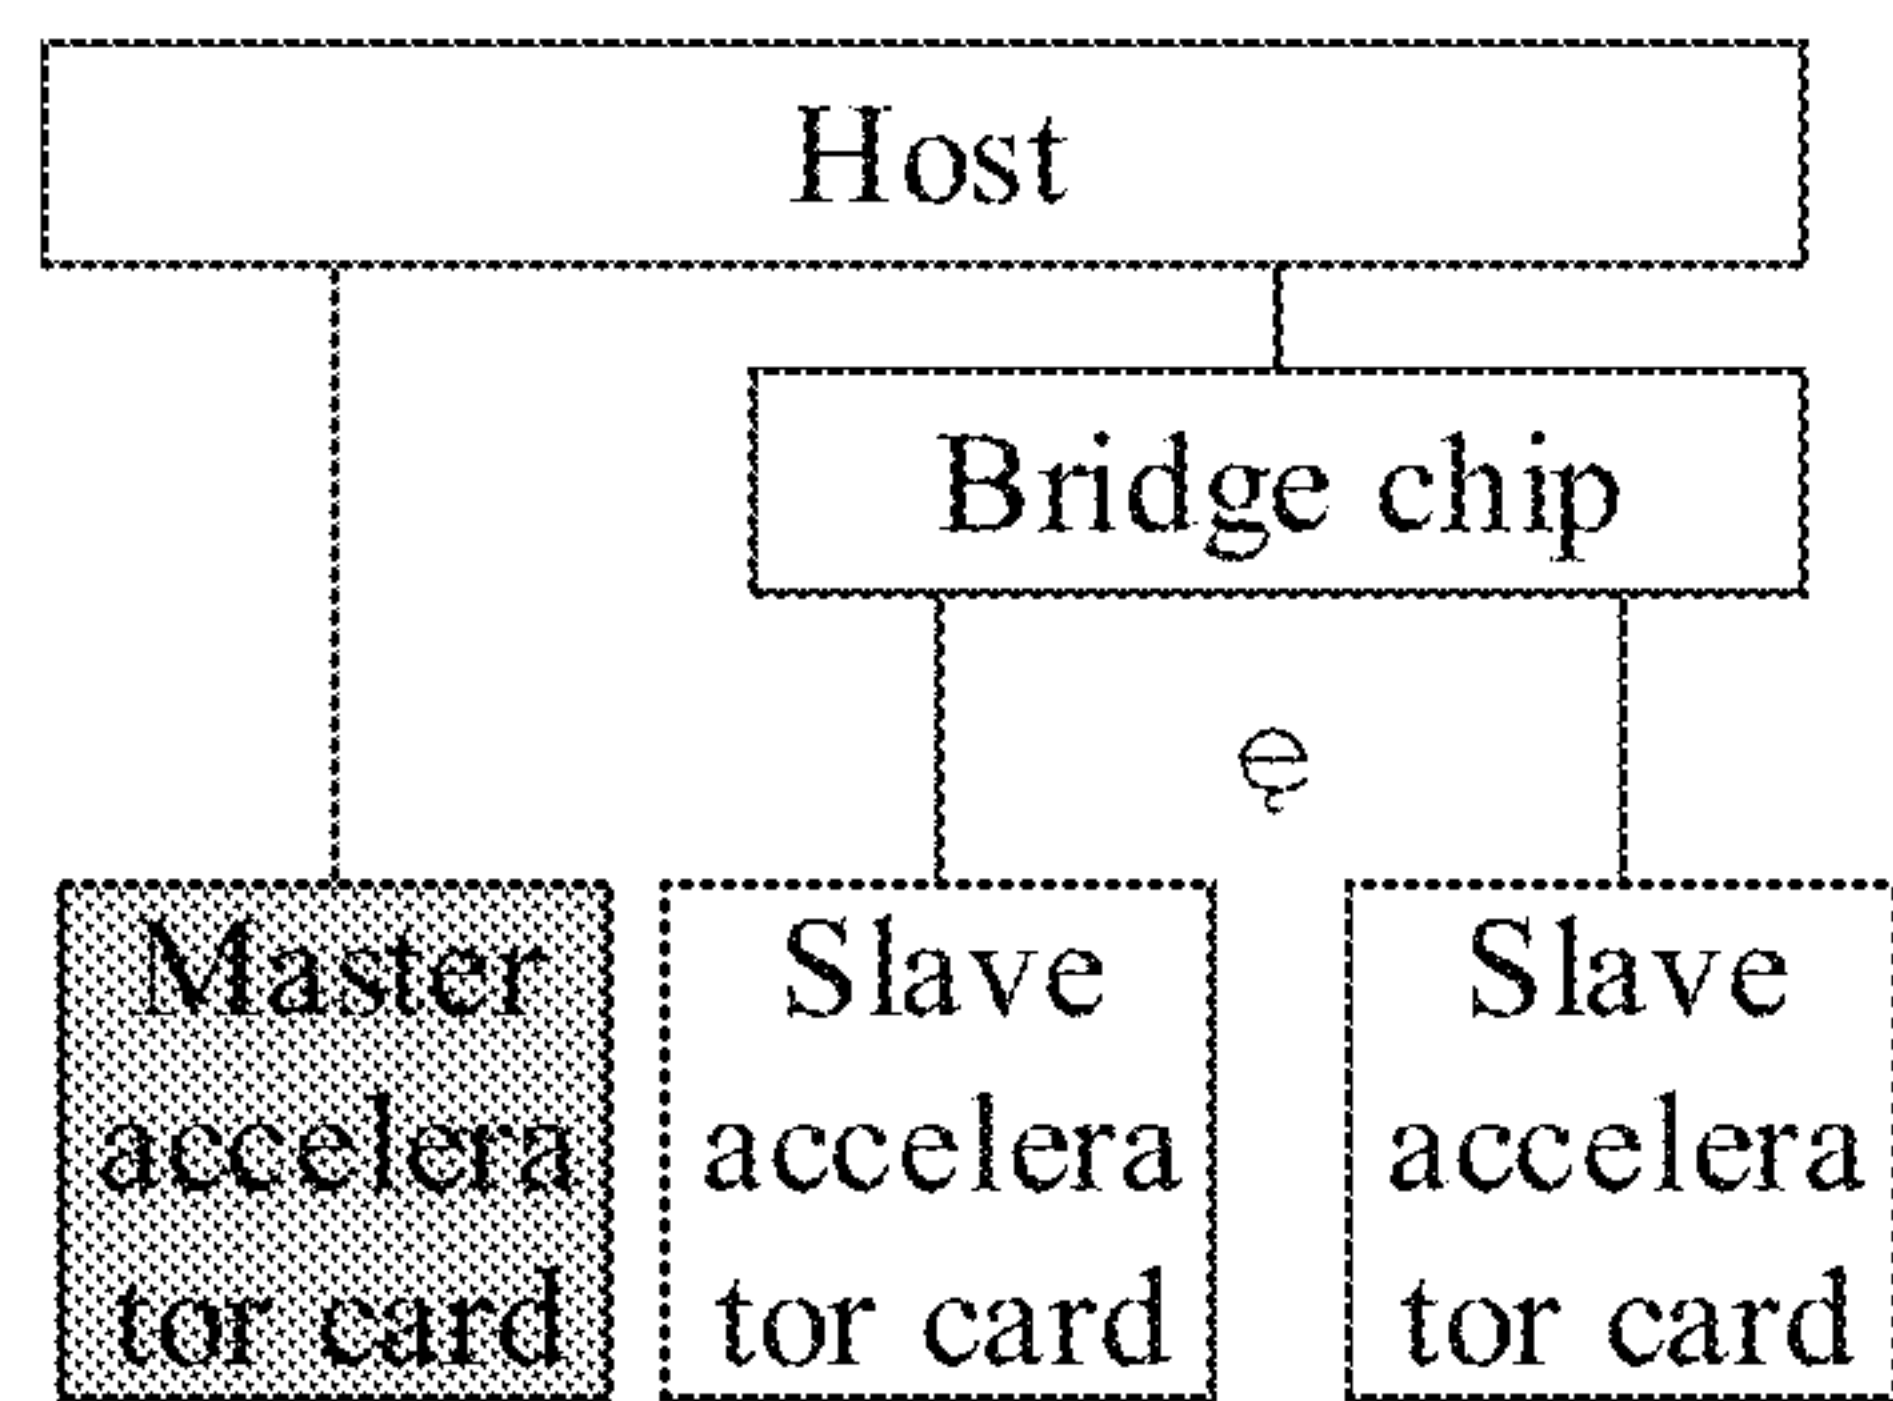 Host
Bridge chip
ę
Master
accelera
tor card
Slave
accelera
tor card
Slave
accelera
tor card